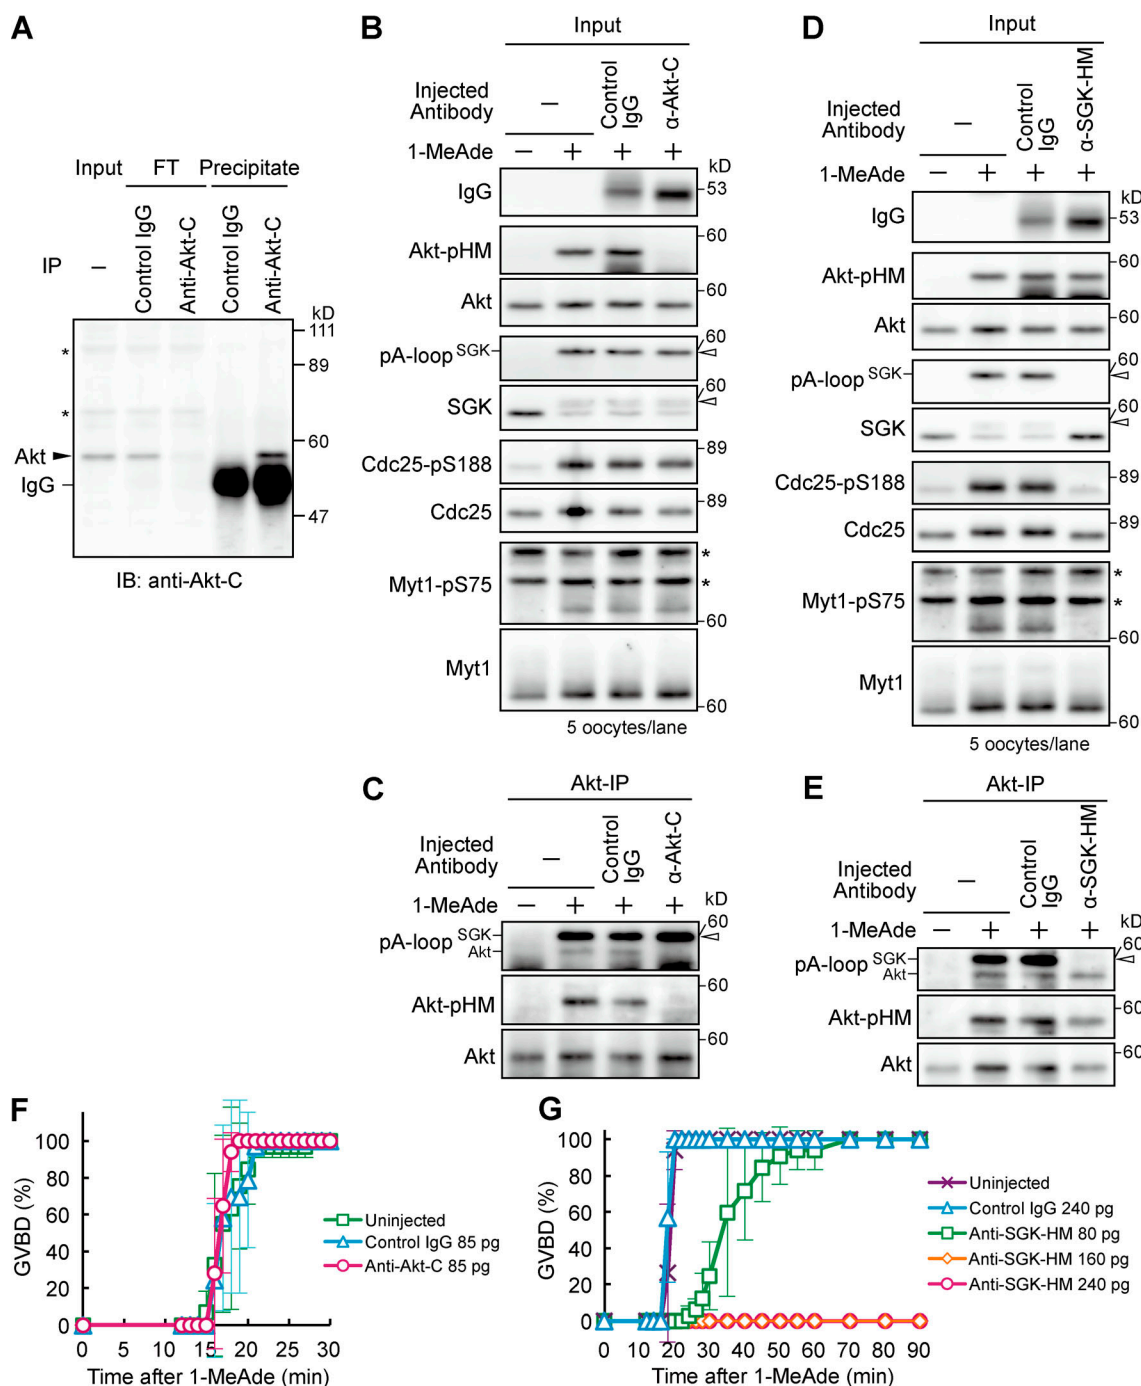 A
Input FT Precipitate
IP – Control IgG Anti-Akt-C Control IgG Anti-Akt-C
kD
111
* 89
*
60
Akt
IgG
47
IB: anti-Akt-C
B
Input
Injected Antibody – Control IgG α-Akt-C
1-MeAde – + + +
kD
IgG 53
60
Akt-pHM
Akt 60
pA-loop SGK 60
SGK 60
Cdc25-pS188 89
Cdc25 89
*
Myt1-pS75 *
60
Myt1
60
5 oocytes/lane
D
Input
Injected Antibody – Control IgG α-SGK-HM
1-MeAde – + + +
kD
IgG 53
Akt-pHM
Akt 60
pA-loop SGK 60
SGK 60
Cdc25-pS188 89
Cdc25 89
*
Myt1-pS75 *
60
Myt1
60
5 oocytes/lane
C
Akt-IP
Injected Antibody – Control IgG α-Akt-C
1-MeAde – + + +
kD
pA-loop SGK 60
Akt
Akt-pHM 60
Akt 60
E
Akt-IP
Injected Antibody – Control IgG α-SGK-HM
1-MeAde – + + +
kD
pA-loop SGK 60
Akt
Akt-pHM 60
Akt 60
F
GVBD (%)
100
80
60
40
20
0
0 5 10 15 20 25 30
Time after 1-MeAde (min)
Uninjected
Control IgG 85 pg
Anti-Akt-C 85 pg
G
GVBD (%)
100
80
60
40
20
0
0 10 20 30 40 50 60 70 80 90
Time after 1-MeAde (min)
Uninjected
Control IgG 240 pg
Anti-SGK-HM 80 pg
Anti-SGK-HM 160 pg
Anti-SGK-HM 240 pg